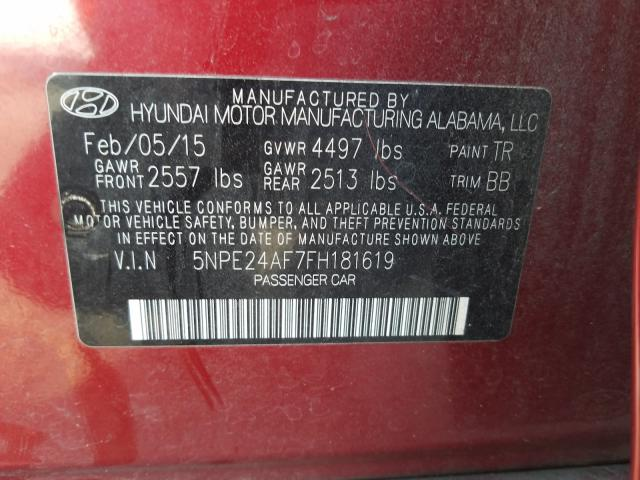 MANUFACTURED BY
HYUNDAI MOTOR MANUFACTURING ALABAMA, LLC
Feb/05/15 GVWR 4497 lbs PAINT TR
GAWR FRONT 2557 lbs GAWR REAR 2513 lbs TRIM BB
THIS VEHICLE CONFORMS TO ALL APPLICABLE U.S.A. FEDERAL
MOTOR VEHICLE SAFETY, BUMPER, AND THEFT PREVENTION STANDARDS
IN EFFECT ON THE DATE OF MANUFACTURE SHOWN ABOVE.
V.I.N 5NPE24AF7FH181619
PASSENGER CAR